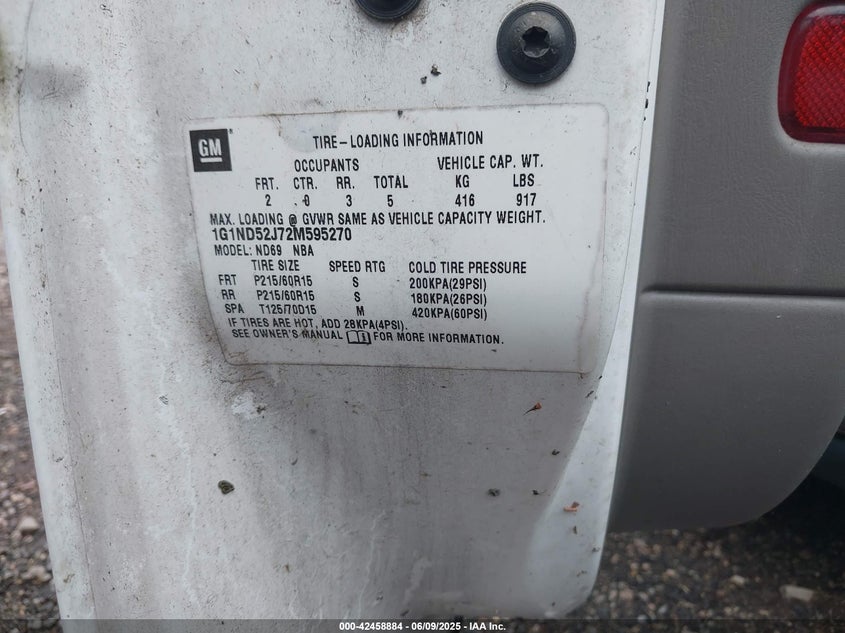 GM
TIRE-LOADING INFORMATION
OCCUPANTS VEHICLE CAP. WT.
FRT. CTR. RR. TOTAL KG LBS
2 0 3 5 416 917
MAX. LOADING @ GVWR SAME AS VEHICLE CAPACITY WEIGHT.
1G1ND52J72M595270
MODEL: ND69 NBA
TIRE SIZE SPEED RTG COLD TIRE PRESSURE
FRT P215/60R15 S 200KPA(29PSI)
RR P215/60R15 S 180KPA(26PSI)
SPA T125/70D15 M 420KPA(60PSI)
IF TIRES ARE HOT, ADD 28KPA(4PSI).
SEE OWNER'S MANUAL FOR MORE INFORMATION.
000-42458884 - 06/09/2025 - IAA Inc.